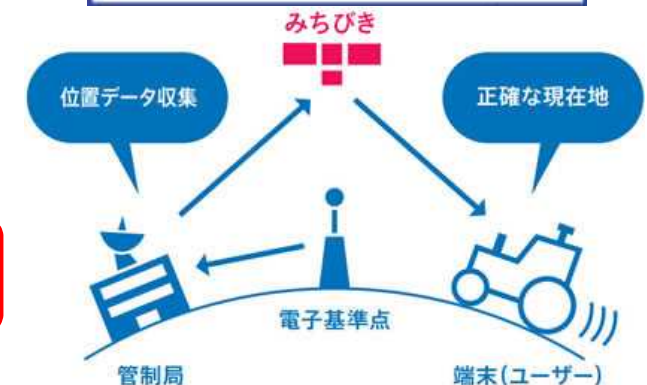 みちびき
位置データ収集
正確な現在地
電子基準点
管制局
端末(ユーザー)